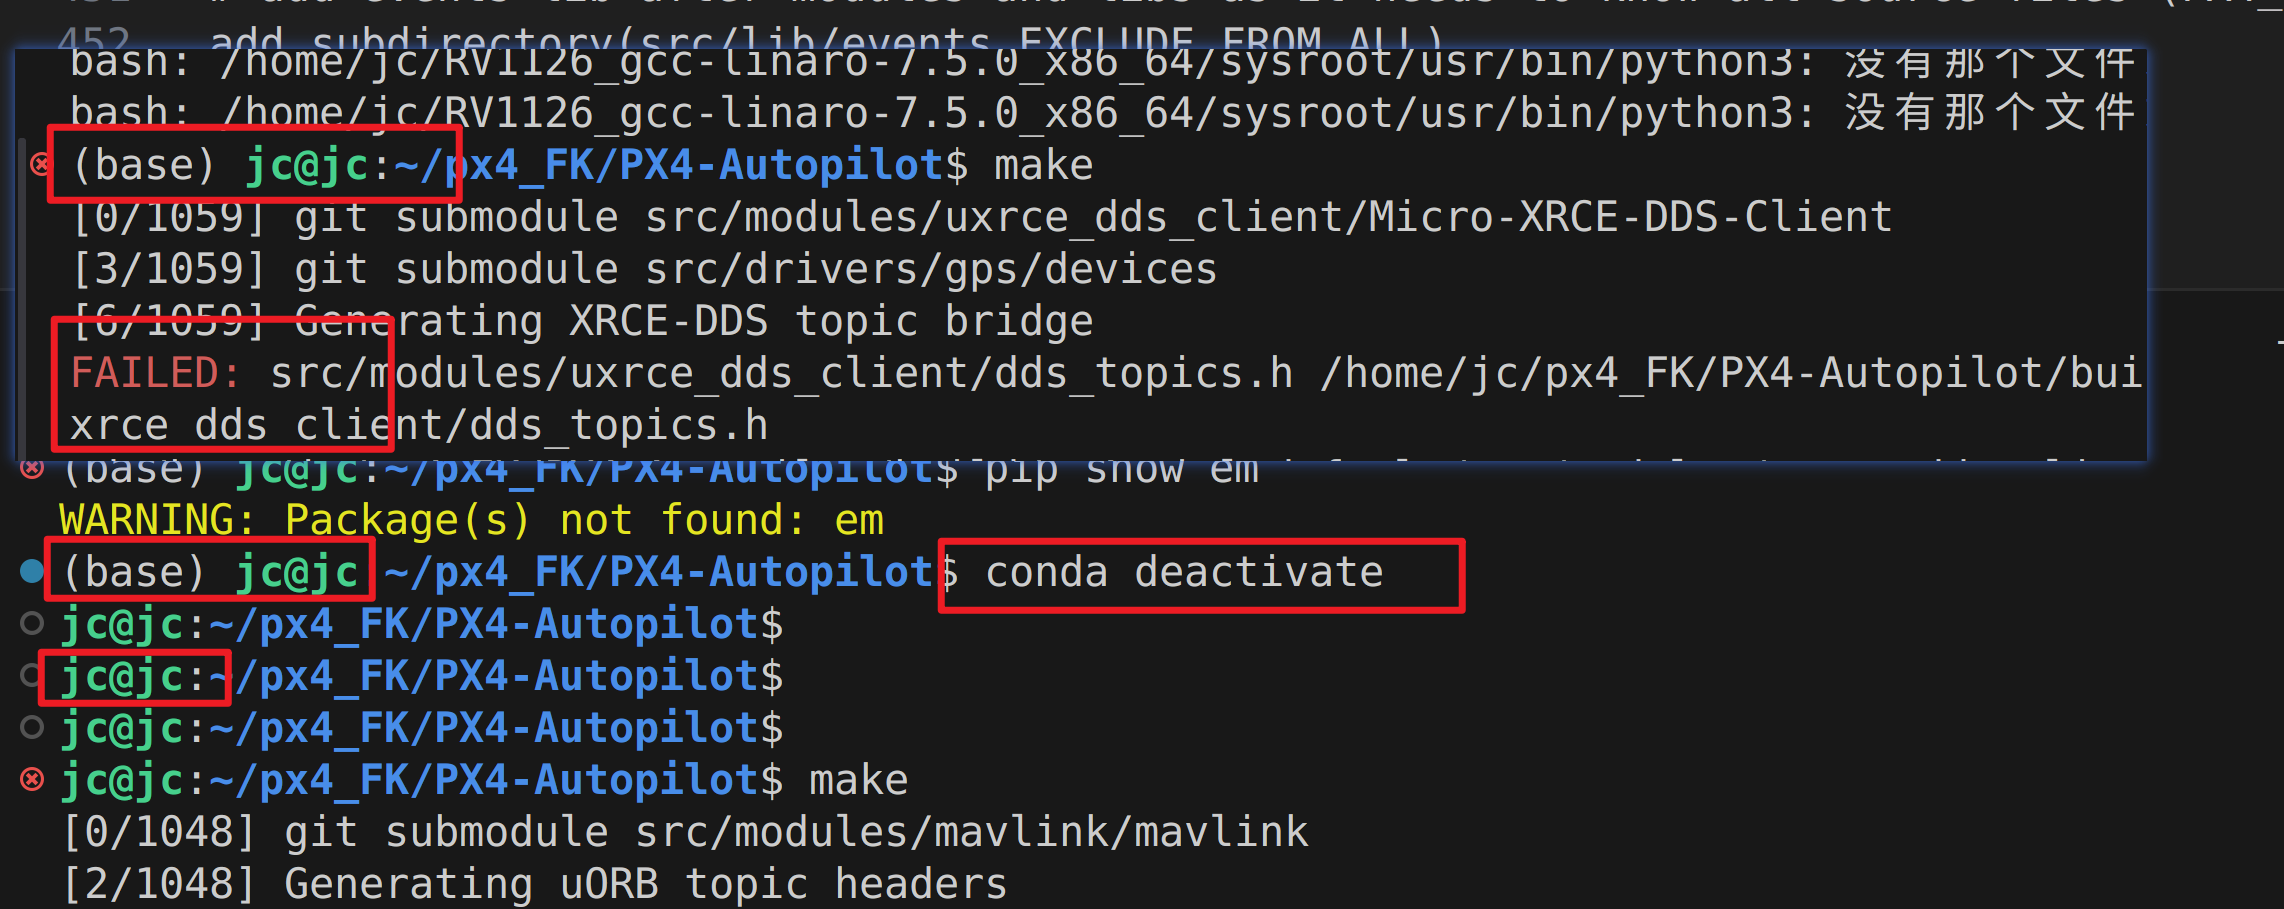 452 add_subdirectory(src/lib/events EXCLUDE_FROM_ALL)
bash: /home/jc/RV1126_gcc-linaro-7.5.0_x86_64/sysroot/usr/bin/python3: 没有那个文件
bash: /home/jc/RV1126_gcc-linaro-7.5.0_x86_64/sysroot/usr/bin/python3: 没有那个文件
(base) jc@jc:~/px4_FK/PX4-Autopilot$ make
[0/1059] git submodule src/modules/uxrce_dds_client/Micro-XRCE-DDS-Client
[3/1059] git submodule src/drivers/gps/devices
[6/1059] Generating XRCE-DDS topic bridge
FAILED: src/modules/uxrce_dds_client/dds_topics.h /home/jc/px4_FK/PX4-Autopilot/bui
xrce_dds_client/dds_topics.h
(base) jc@jc:~/px4_FK/PX4-Autopilot$ pip show em
WARNING: Package(s) not found: em
(base) jc@jc:~/px4_FK/PX4-Autopilot$ conda deactivate
jc@jc:~/px4_FK/PX4-Autopilot$
jc@jc:~/px4_FK/PX4-Autopilot$
jc@jc:~/px4_FK/PX4-Autopilot$
jc@jc:~/px4_FK/PX4-Autopilot$ make
[0/1048] git submodule src/modules/mavlink/mavlink
[2/1048] Generating uORB topic headers